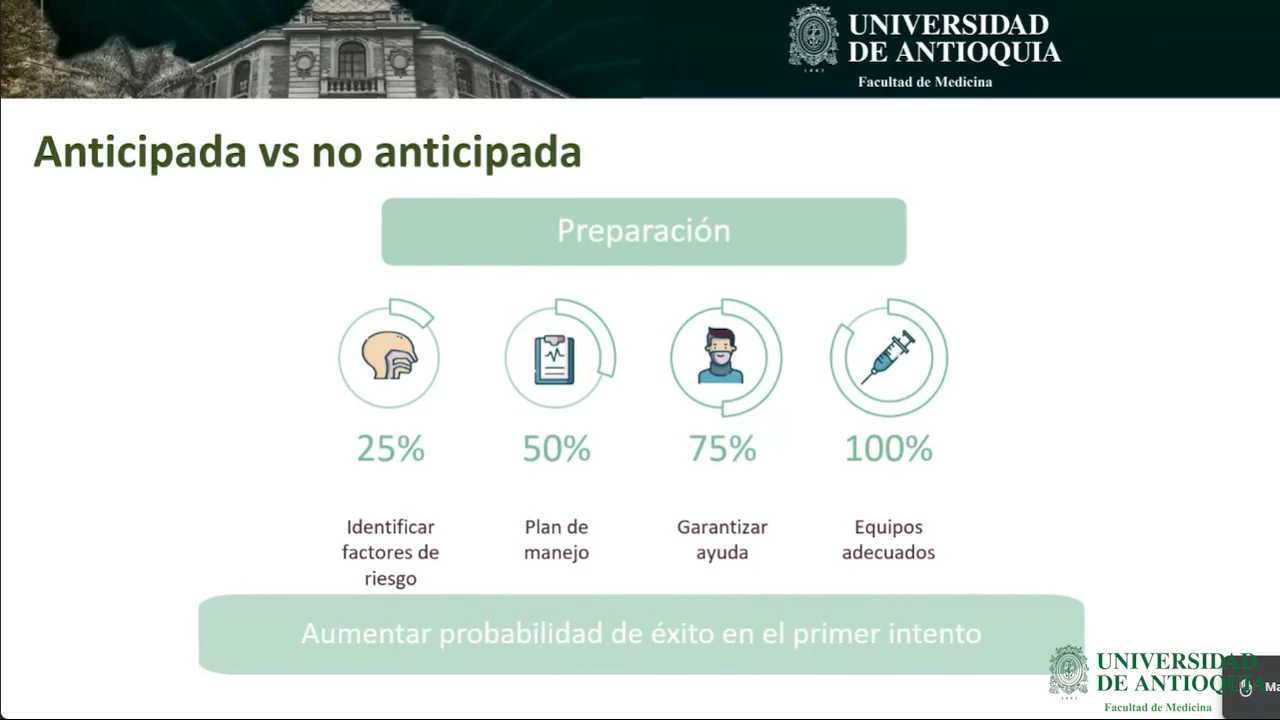 UNIVERSIDAD
DE ANTIOQUIA
1803
Facultad de Medicina
Anticipada vs no anticipada
Preparación
25%
50%
75%
100%
Identificar
factores de
riesgo
Plan de
manejo
Garantizar
ayuda
Equipos
adecuados
Aumentar probabilidad de éxito en el primer intento
UNIVERSIDAD
DE ANTIOQUIA
Facultad de Medicina
Ma